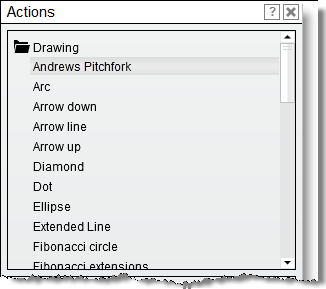 Actions ?
Drawing
Andrews Pitchfork
Arc
Arrow down
Arrow line
Arrow up
Diamond
Dot
Ellipse
Extended Line
Fibonacci circle
Fibonacci extensions